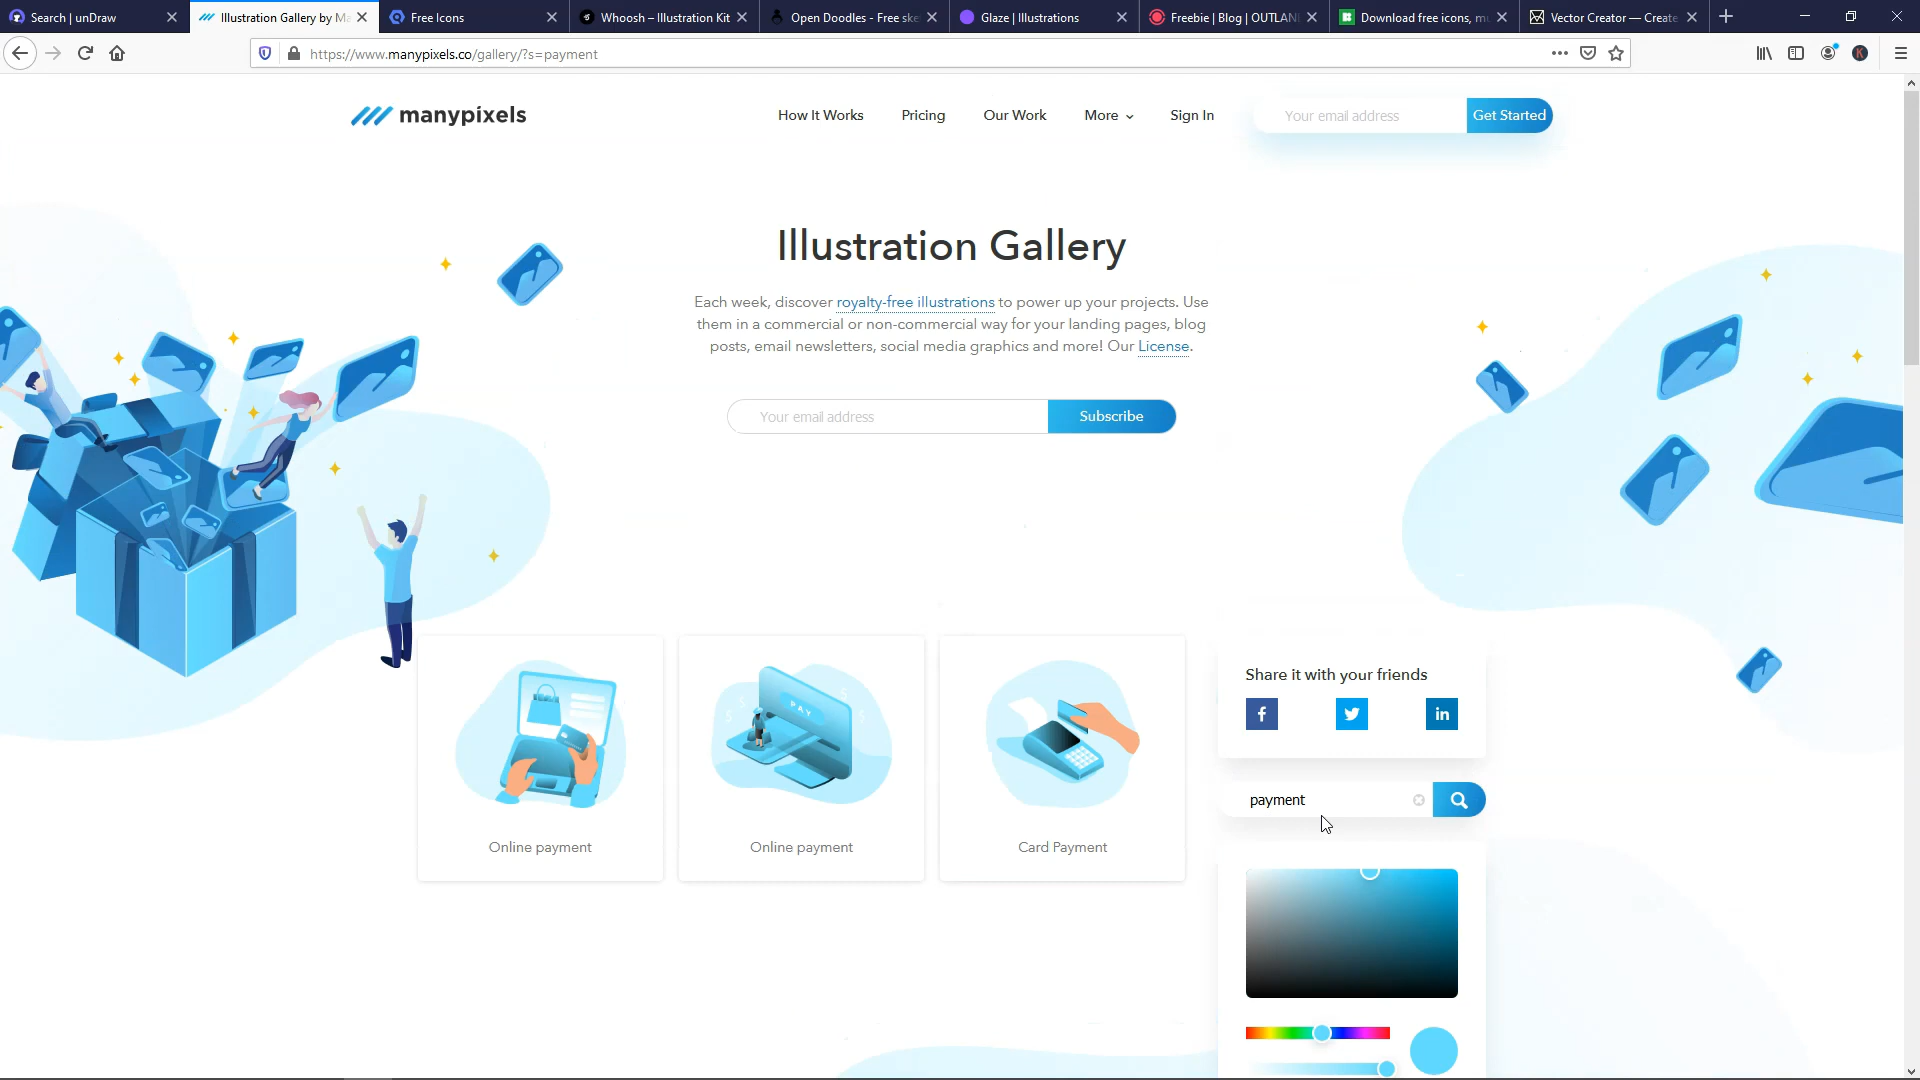 Search | unDraw
Illustration Gallery by Ma
Free Icons
Whoosh – Illustration Kit
Open Doodles - Free ske
Glaze | Illustrations
Freebie | Blog | OUTLAN
Download free icons, mu
Vector Creator — Create
https://www.manypixels.co/gallery/?s=payment
K
manypixels
How It Works
Pricing
Our Work
More
Sign In
Your email address
Get Started
Illustration Gallery
Each week, discover royalty-free illustrations to power up your projects. Use
them in a commercial or non-commercial way for your landing pages, blog
posts, email newsletters, social media graphics and more! Our License.
Your email address
Subscribe
PAY
Online payment
Online payment
Card Payment
Share it with your friends
payment